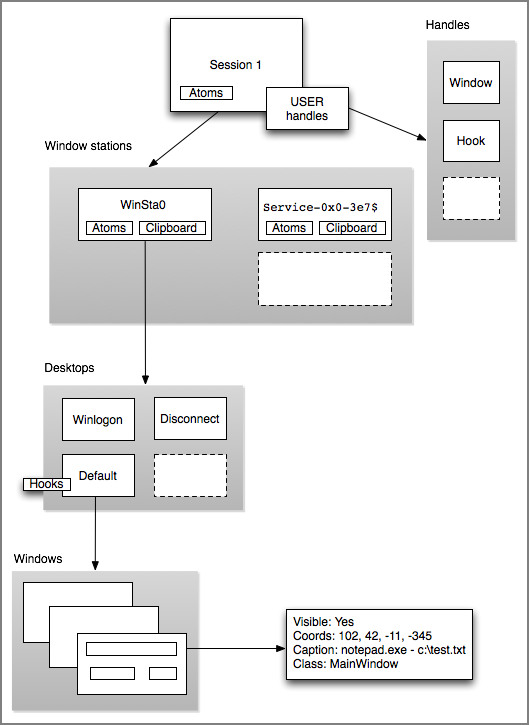 Handles
Session 1
Atoms
USER
handles
Window
Hook
Window stations
WinSta0
Atoms
Clipboard
Service-0x0-3e7$
Atoms
Clipboard
Desktops
Winlogon
Disconnect
Default
Hooks
Windows
Visible: Yes
Coords: 102, 42, -11, -345
Caption: notepad.exe - c:\test.txt
Class: MainWindow